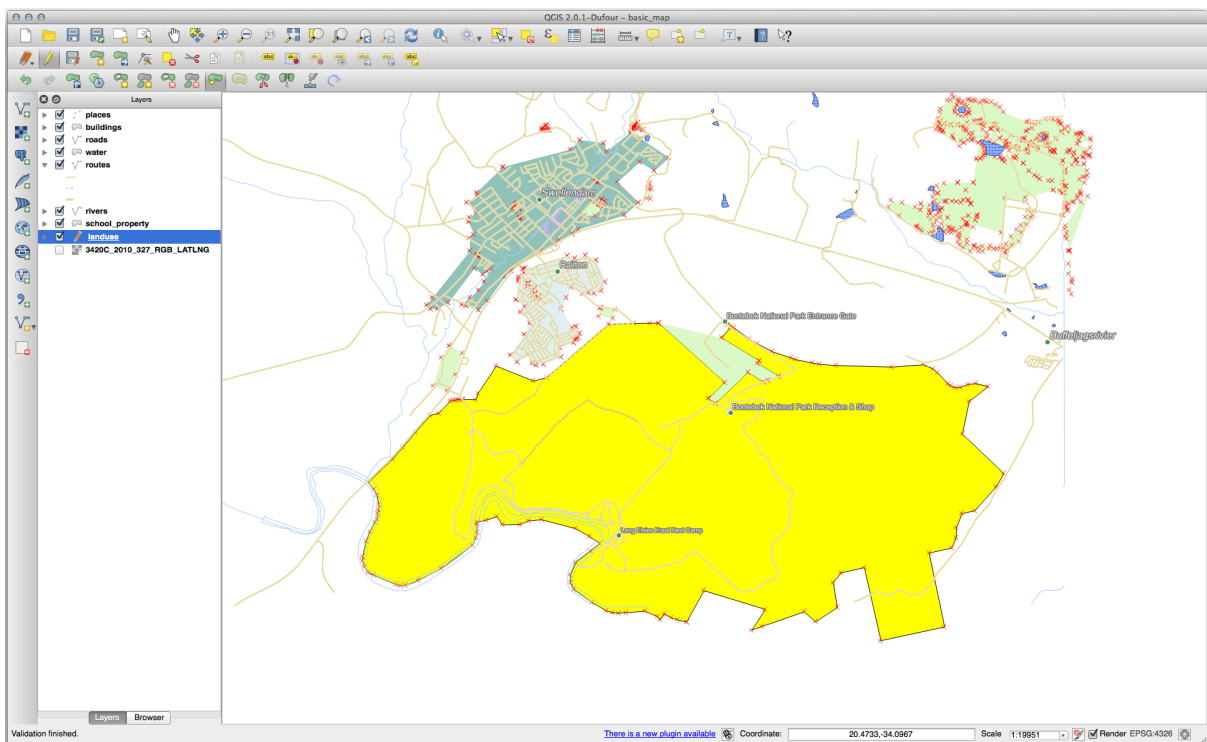 QGIS 2.0.1-Dufour - basic_map
Layers
places
buildings
roads
water
routes
rivers
school_property
landuse
3420C_2010_327_RGB_LATLNG
Swellendam
Railton
Bontebok National Park Entrance Gate
Buffeljagsrivier
Bontebok National Park Reception & Shop
Lang Elsies Kraal Rest Camp
Layers Browser
Validation finished.
There is a new plugin available
Coordinate: 20.4733,-34.0967
Scale 1:19951
Render EPSG:4326